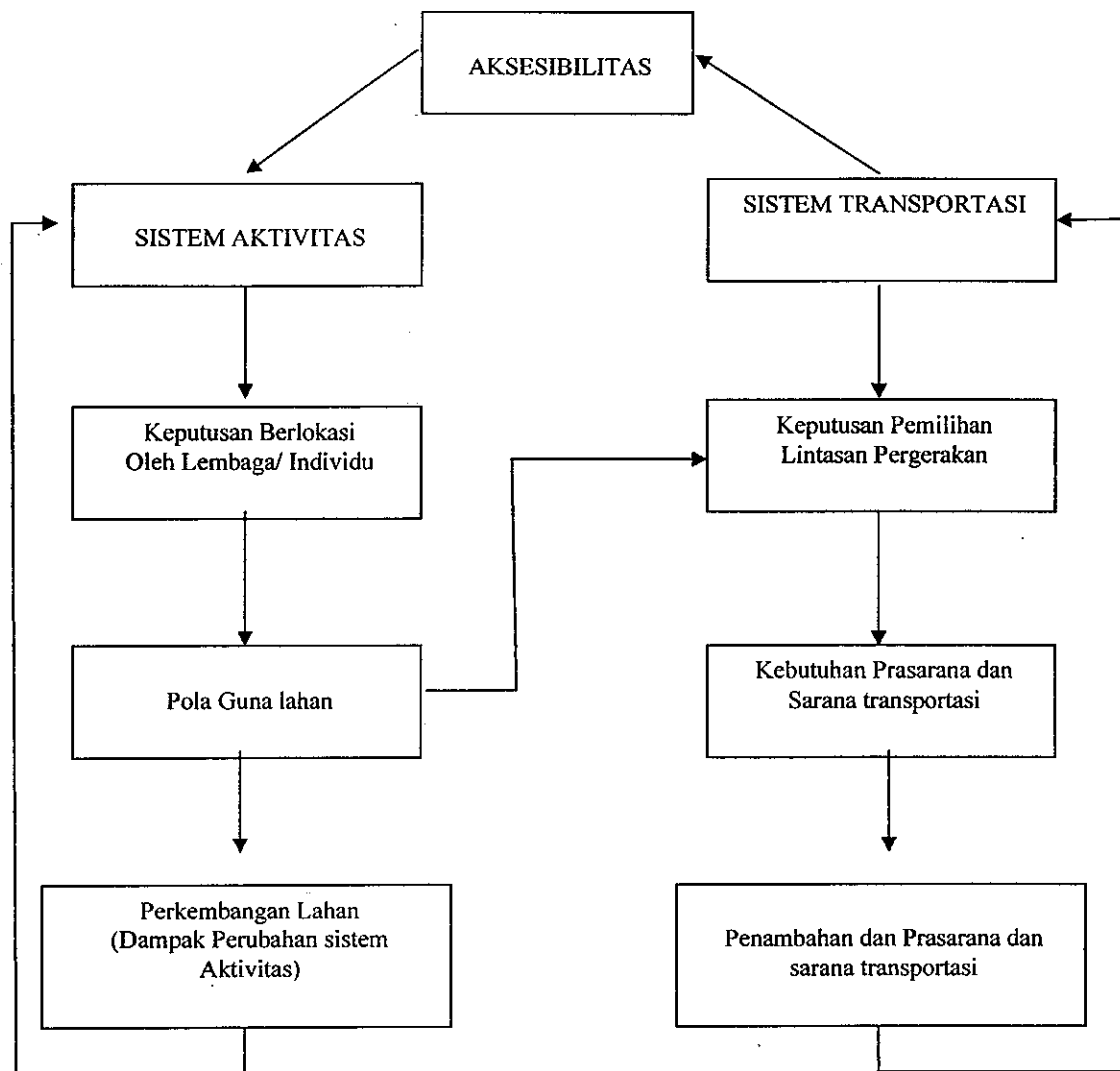 AKSESIBILITAS
SISTEM AKTIVITAS
SISTEM TRANSPORTASI
Keputusan Berlokasi
Oleh Lembaga/ Individu
Keputusan Pemilihan
Lintasan Pergerakan
Pola Guna lahan
Kebutuhan Prasarana dan
Sarana transportasi
Perkembangan Lahan
(Dampak Perubahan sistem
Aktivitas)
Penambahan dan Prasarana dan
sarana transportasi